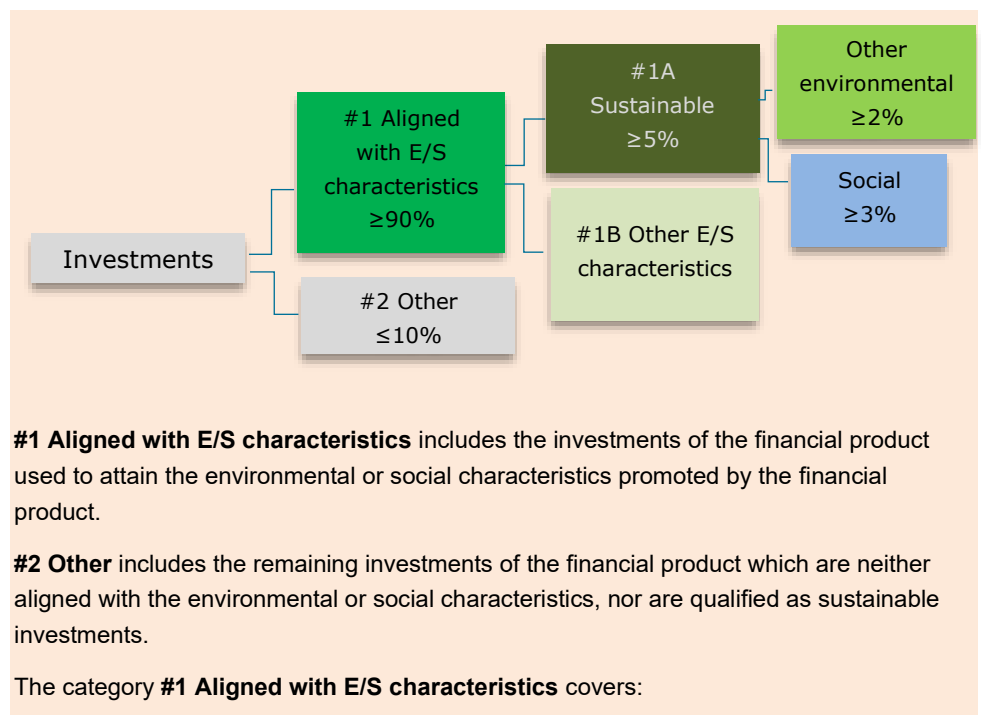 Investments
#1 Aligned
with E/S
characteristics
≥90%
#2 Other
≤10%
#1A
Sustainable
≥5%
#1B Other E/S
characteristics
Other
environmental
≥2%
Social
≥3%
#1 Aligned with E/S characteristics includes the investments of the financial product
used to attain the environmental or social characteristics promoted by the financial
product.
#2 Other includes the remaining investments of the financial product which are neither
aligned with the environmental or social characteristics, nor are qualified as sustainable
investments.
The category #1 Aligned with E/S characteristics covers: